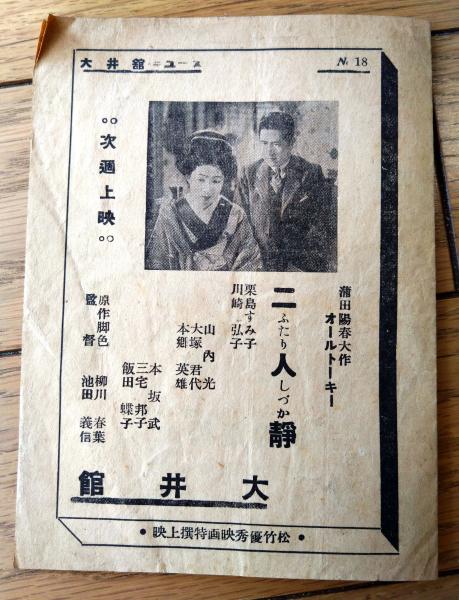 大井舘ニュース
№ 18
∞次週上映∞
蒲田陽春大作
オールトーキー
二人靜
ふたりしづか
栗島すみ子
川崎弘子
山内光
大塚君代
本郷英雄
本坂武
三宅邦子
飯田蝶子
原作脚色 柳川春葉
監督 池田義信
大井館
•松竹優秀映画特撰上映•